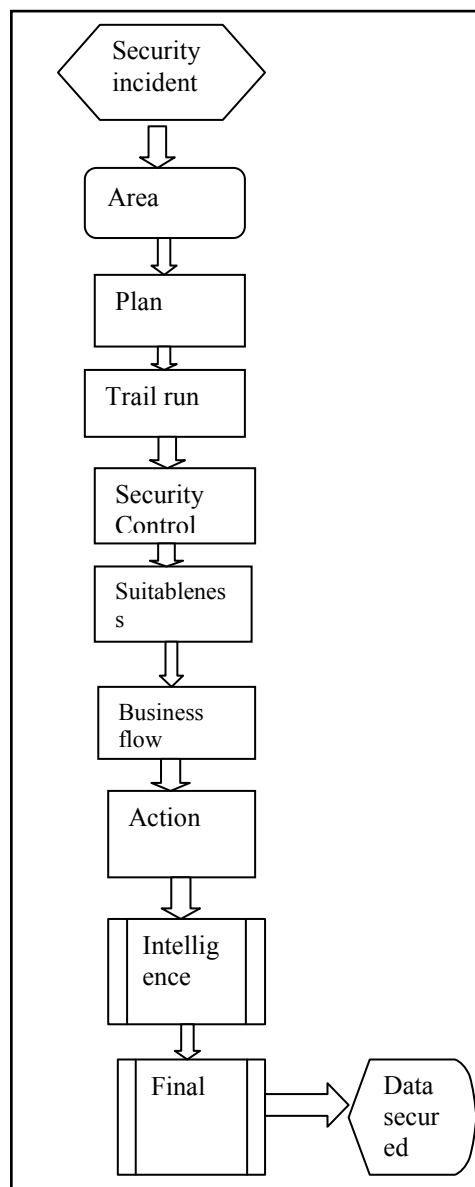 Security
incident
Area
Plan
Trail run
Security
Control
Suitablenes
s
Business
flow
Action
Intellig
ence
Final
Data
secur
ed